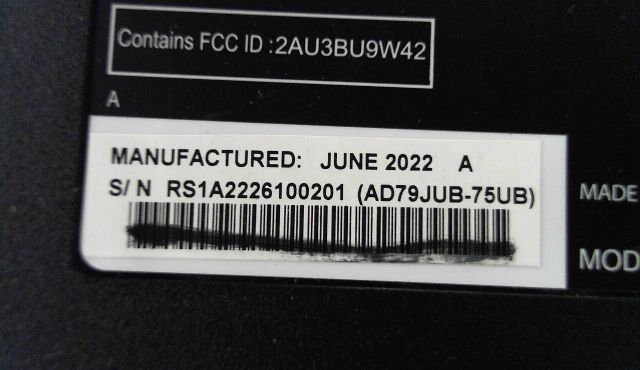 Contains FCC ID :2AU3BU9W42
A
MANUFACTURED: JUNE 2022 A
S/N RS1A2226100201 (AD79JUB-75UB)
MADE
MOD